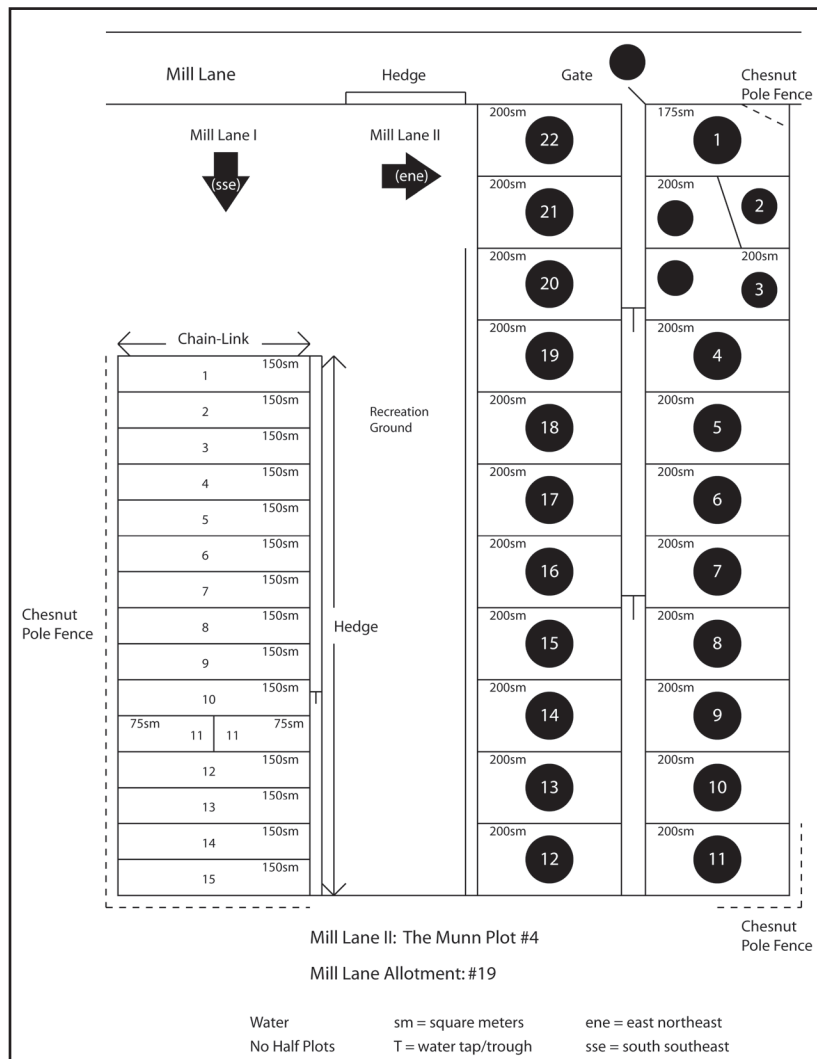 Mill Lane
Hedge
Gate
Chesnut
Pole Fence
Mill Lane I
(sse)
Mill Lane II
(ene)
200sm
22
175sm
1
200sm
21
200sm
2
200sm
20
200sm
3
200sm
19
200sm
4
200sm
18
200sm
5
200sm
17
200sm
6
200sm
16
200sm
7
200sm
15
200sm
8
200sm
14
200sm
9
200sm
13
200sm
10
200sm
12
200sm
11
Chain-Link
150sm
1
150sm
2
150sm
3
150sm
4
150sm
5
150sm
6
150sm
7
150sm
8
150sm
9
150sm
10
75sm
11
11
75sm
150sm
12
150sm
13
150sm
14
150sm
15
Recreation
Ground
Hedge
Chesnut
Pole Fence
Chesnut
Pole Fence
Mill Lane II: The Munn Plot #4
Mill Lane Allotment: #19
Water sm = square meters ene = east northeast
No Half Plots T = water tap/trough sse = south southeast